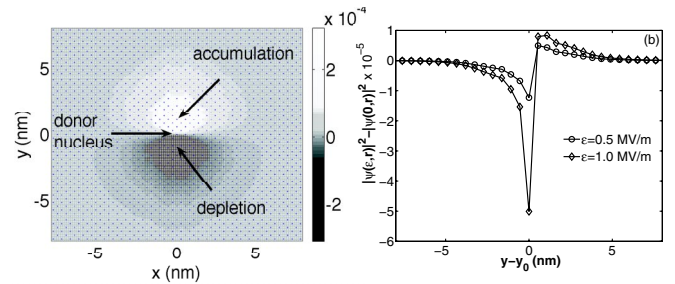 x 10⁻⁴
accumulation
donor
nucleus
depletion
y (nm)
5
0
-5
-5
0
5
x (nm)
2
0
-2
(b)
|ψ(ε,r)|²−|ψ(0,r)|² x 10⁻⁵
1
0
−1
−2
−3
−4
−5
−6
−5
0
5
y−y₀ (nm)
ε=0.5 MV/m
ε=1.0 MV/m